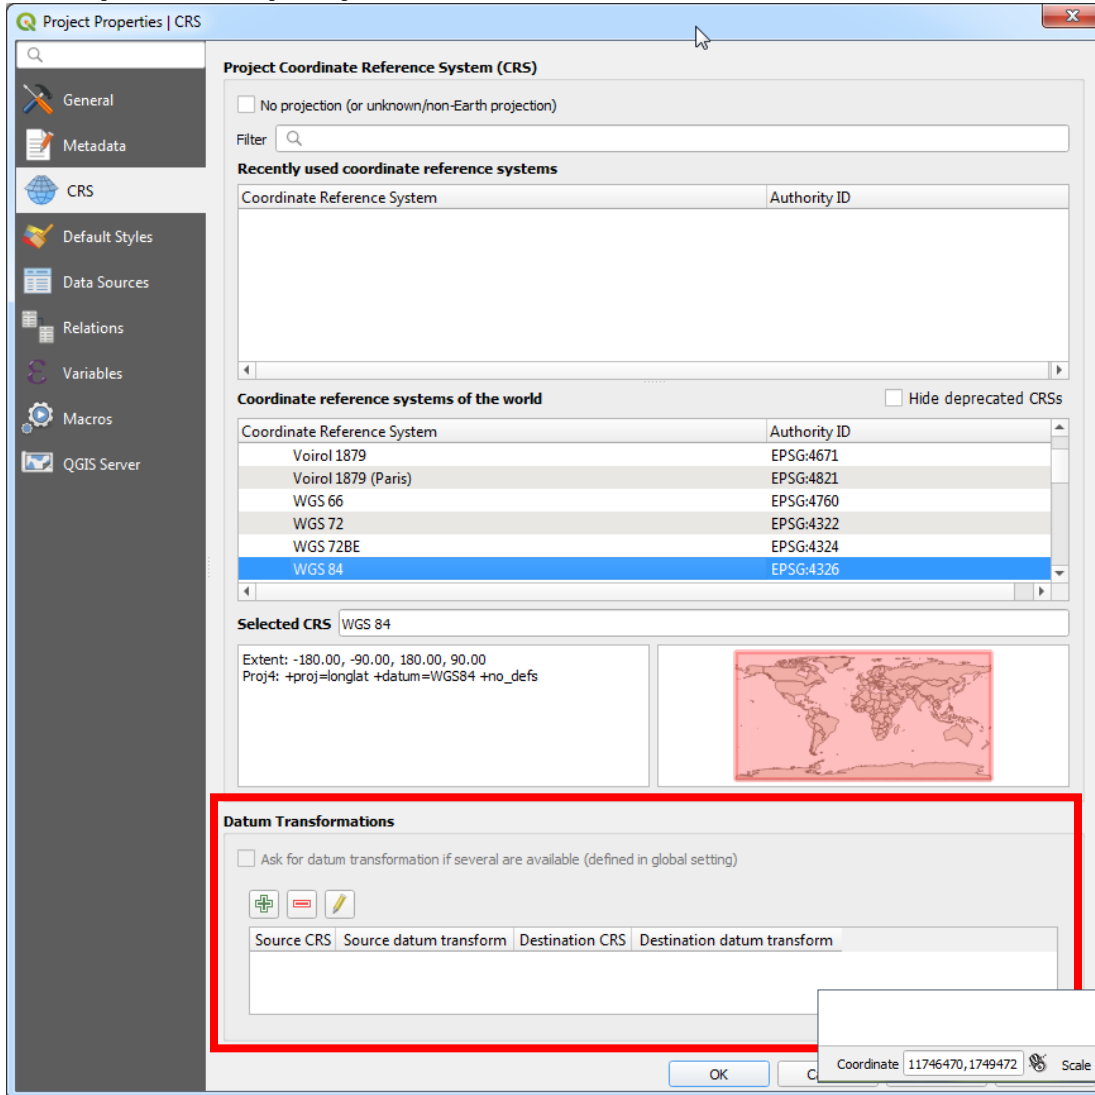 Project Properties | CRS
General
Metadata
CRS
Default Styles
Data Sources
Relations
Variables
Macros
QGIS Server
Project Coordinate Reference System (CRS)
No projection (or unknown/non-Earth projection)
Filter
Recently used coordinate reference systems
Coordinate Reference System Authority ID
Coordinate reference systems of the world Hide deprecated CRSs
Coordinate Reference System Authority ID
Voirol 1879 EPSG:4671
Voirol 1879 (Paris) EPSG:4821
WGS 66 EPSG:4760
WGS 72 EPSG:4322
WGS 72BE EPSG:4324
WGS 84 EPSG:4326
Selected CRS WGS 84
Extent: -180.00, -90.00, 180.00, 90.00
Proj4: +proj=longlat +datum=WGS84 +no_defs
Datum Transformations
Ask for datum transformation if several are available (defined in global setting)
Source CRS Source datum transform Destination CRS Destination datum transform
OK
Coordinate 11746470,1749472 Scale